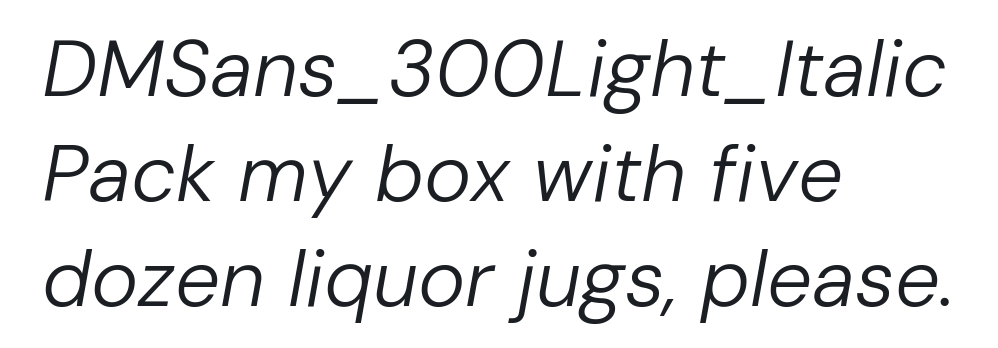 DMSans_300Light_Italic
Pack my box with five
dozen liquor jugs, please.